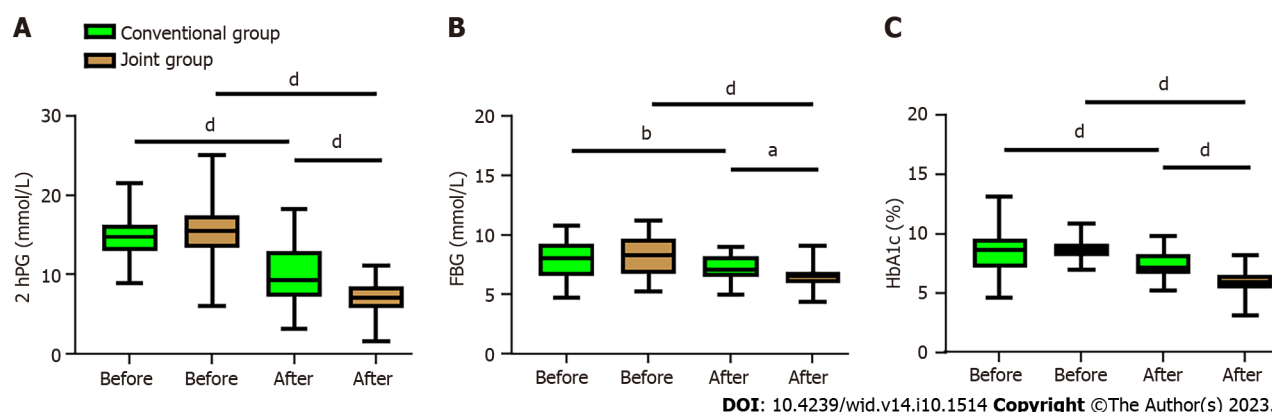 A
Conventional group
Joint group
d
d
d
30
20
10
0
2 hPG (mmol/L)
Before
Before
After
After
B
d
b
a
20
15
10
5
0
FBG (mmol/L)
Before
Before
After
After
C
d
d
d
20
15
10
5
0
HbA1c (%)
Before
Before
After
After
DOI: 10.4239/wjd.v14.i10.1514 Copyright ©The Author(s) 2023.